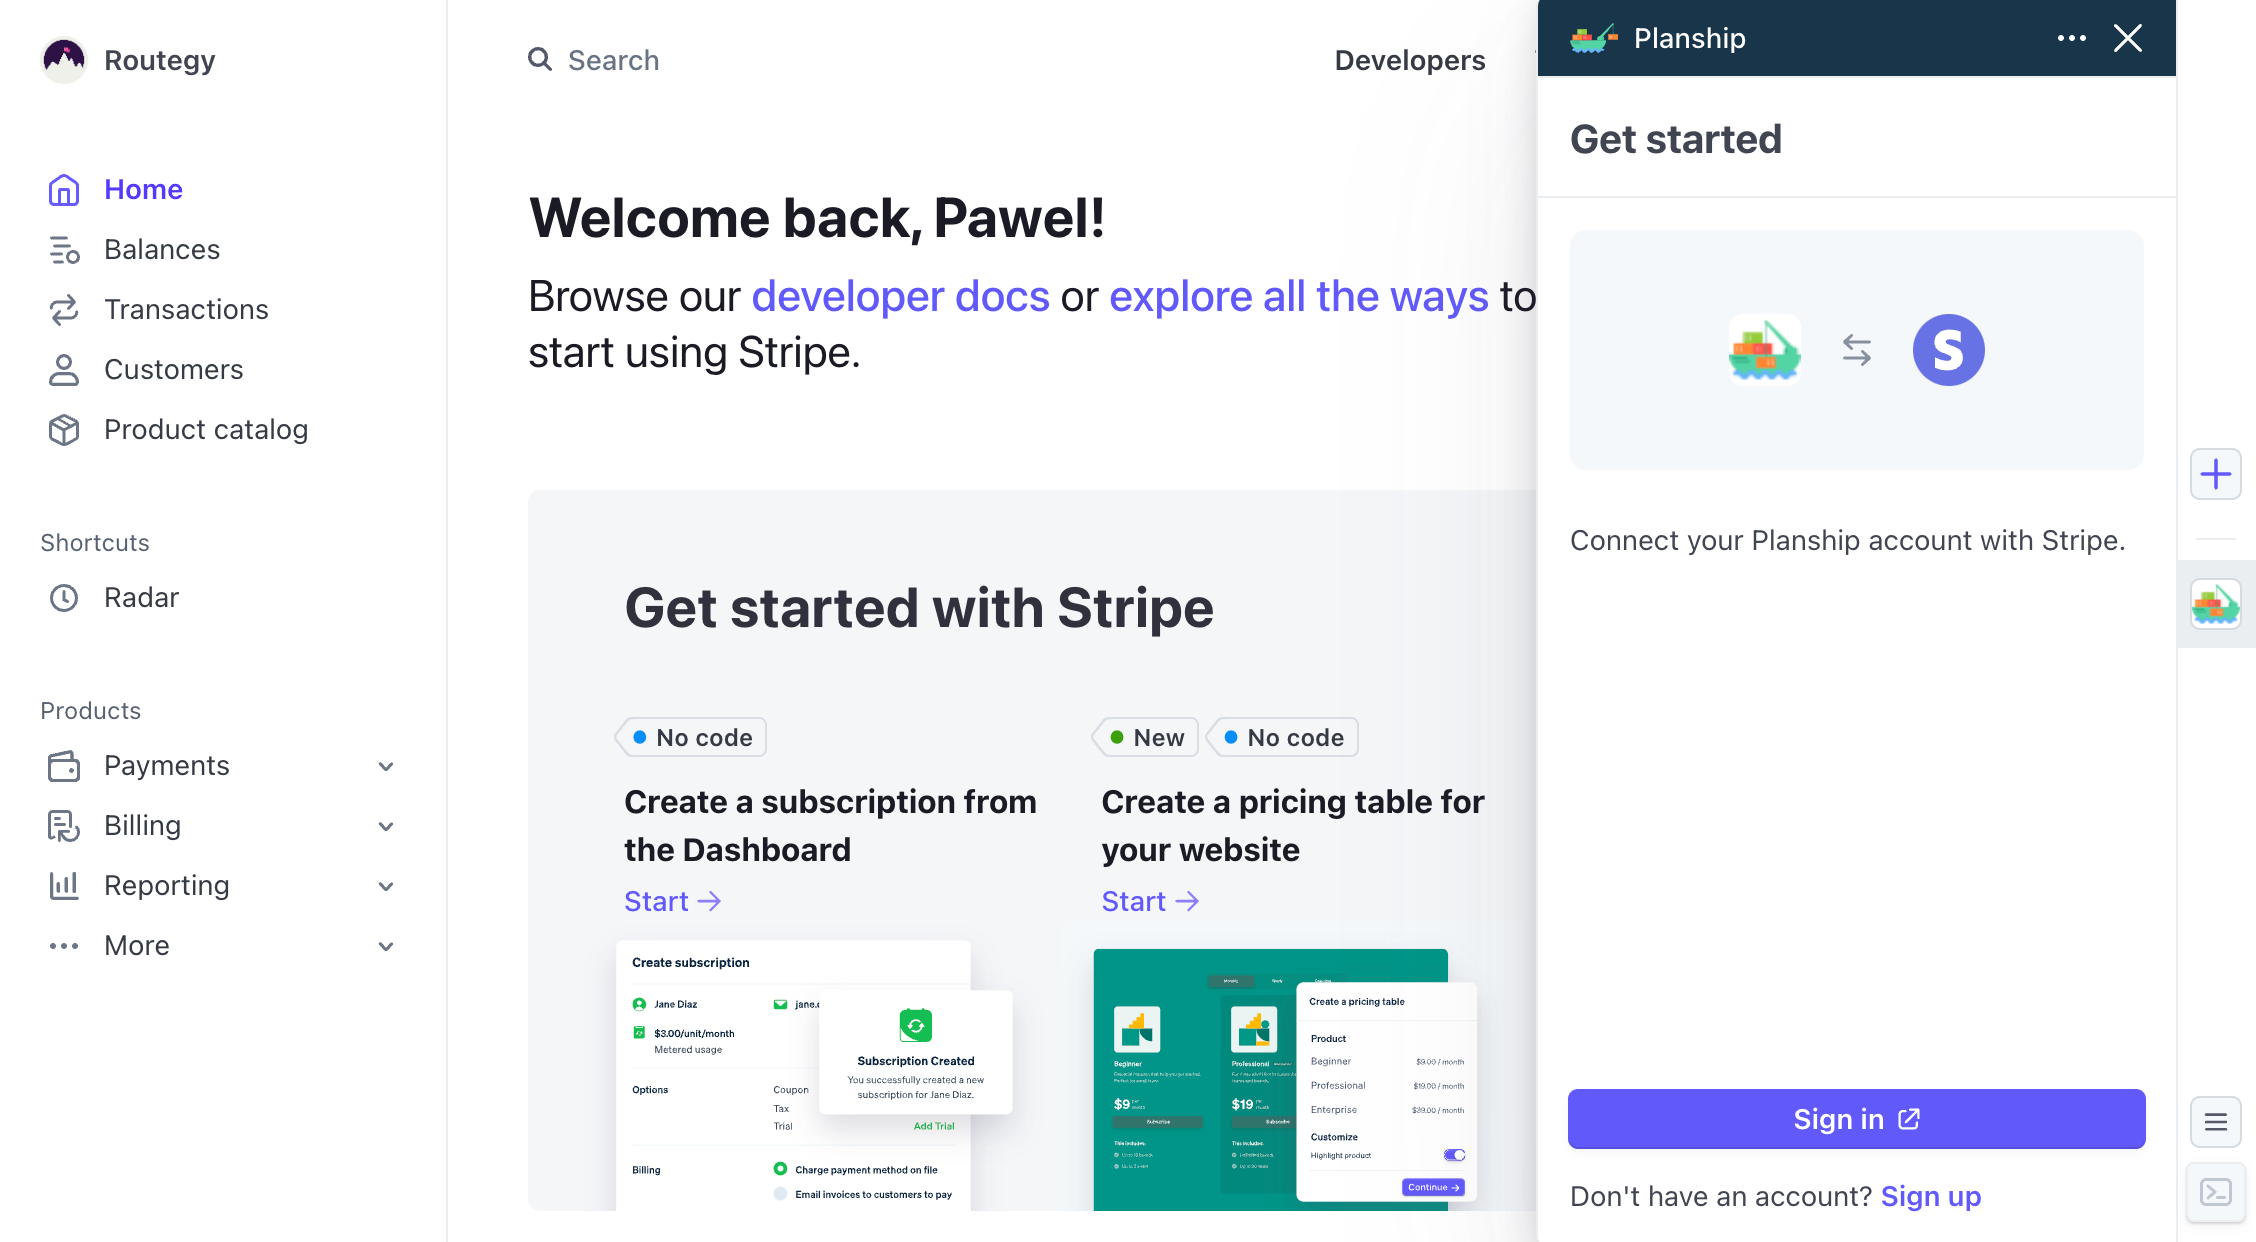 Routegy
Home
Balances
Transactions
Customers
Product catalog
Shortcuts
Radar
Products
Payments
Billing
Reporting
More
Search
Developers
Welcome back, Pawel!
Browse our developer docs or explore all the ways to
start using Stripe.
Get started with Stripe
No code
Create a subscription from
the Dashboard
Start →
Create subscription
Jane Diaz
$3.00/unit/month
Metered usage
Options
Coupon
Tax
Trial
Add Trial
Billing
Charge payment method on file
Email invoices to customers to pay
Subscription Created
You successfully created a new
subscription for Jane Diaz.
New
No code
Create a pricing table for
your website
Start →
Beginner
$9
Subscribe
This includes:
Professional
$19
Subscribe
This includes:
Create a pricing table
Product
Beginner $9.00 / month
Professional $19.00 / month
Enterprise $39.00 / month
Customize
Highlight product
Continue →
Planship
Get started
S
Connect your Planship account with Stripe.
Sign in
Don't have an account? Sign up